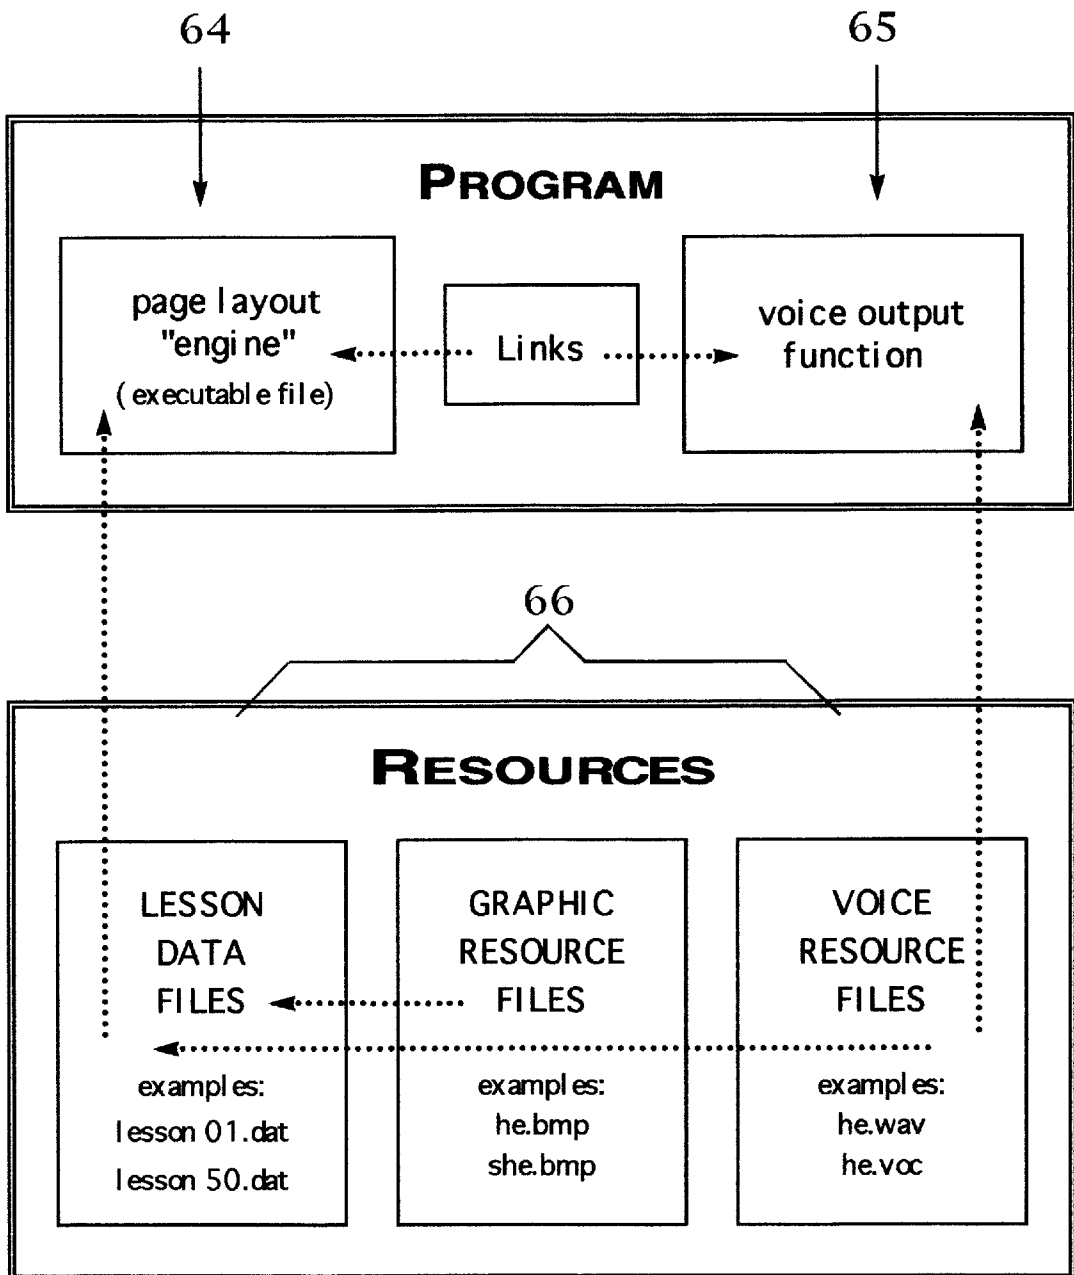 64
65
PROGRAM
page layout
"engine"
(executable file)
Links
voice output
function
66
RESOURCES
LESSON
DATA
FILES
examples:
lesson 01.dat
lesson 50.dat
GRAPHIC
RESOURCE
FILES
examples:
he.bmp
she.bmp
VOICE
RESOURCE
FILES
examples:
he.wav
he.voc